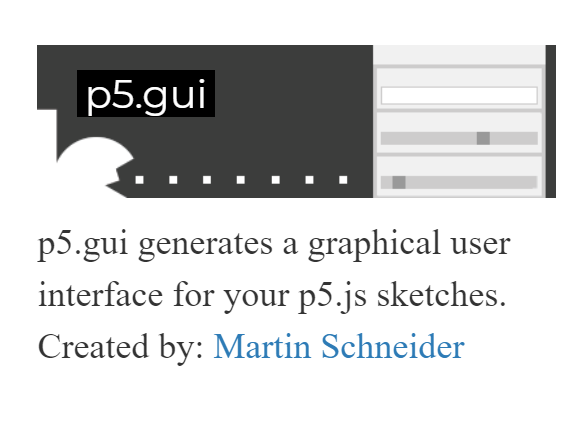 p5.gui
p5.gui generates a graphical user
interface for your p5.js sketches.
Created by: Martin Schneider